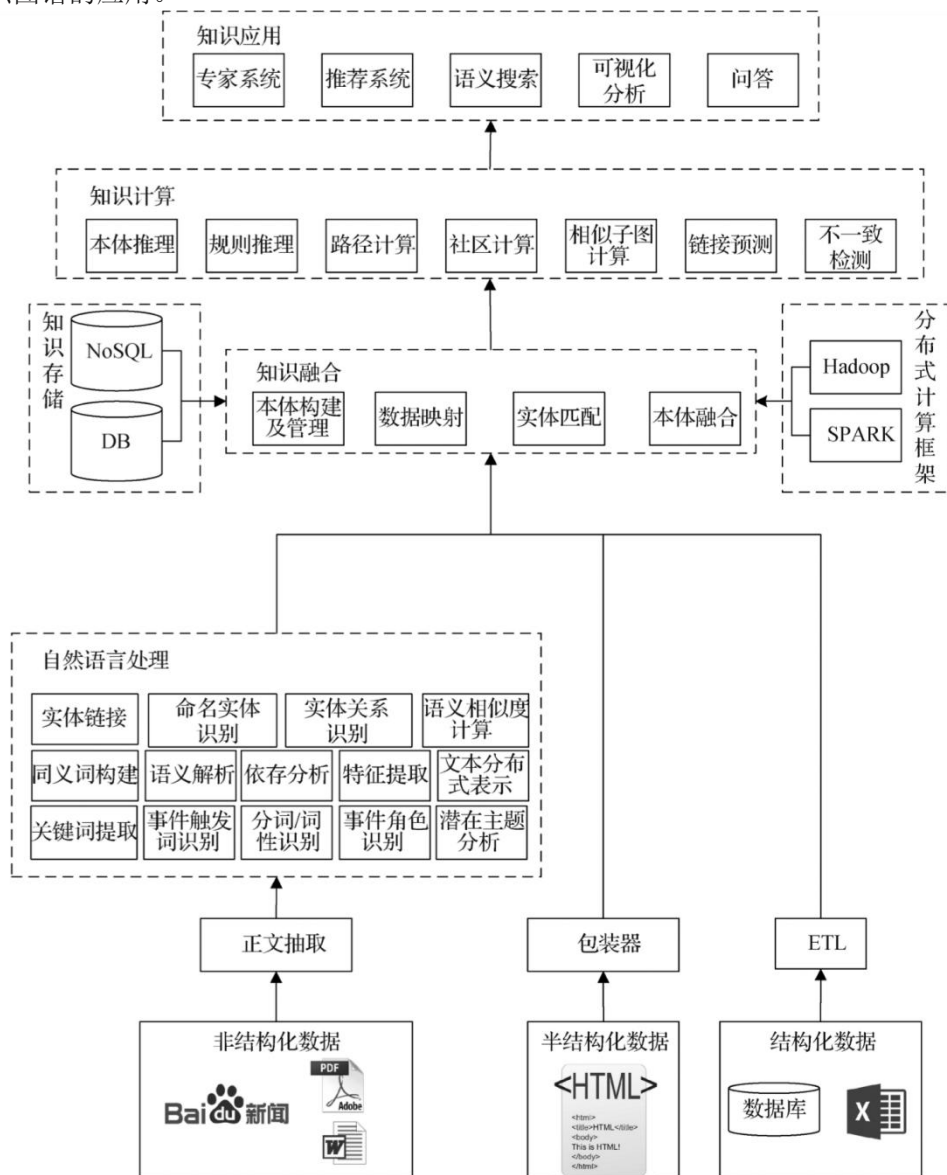 图谱的应用。
知识应用
专家系统
推荐系统
语义搜索
可视化
分析
问答
知识计算
本体推理
规则推理
路径计算
社区计算
相似子图
计算
链接预测
不一致
检测
知识存储
NoSQL
DB
知识融合
本体构建
及管理
数据映射
实体匹配
本体融合
Hadoop
SPARK
分布式计算框架
自然语言处理
实体链接
命名实体
识别
实体关系
识别
语义相似度
计算
同义词构建
语义解析
依存分析
特征提取
文本分布
式表示
关键词提取
事件触发
词识别
分词/词
性识别
事件角色
识别
潜在主题
分析
正文抽取
包装器
ETL
非结构化数据
PDF
Adobe
Bai du 新闻
W
半结构化数据
<HTML>
<html>
<title>HTML</title>
<body>
This is HTML!
</body>
</html>
结构化数据
数据库
X